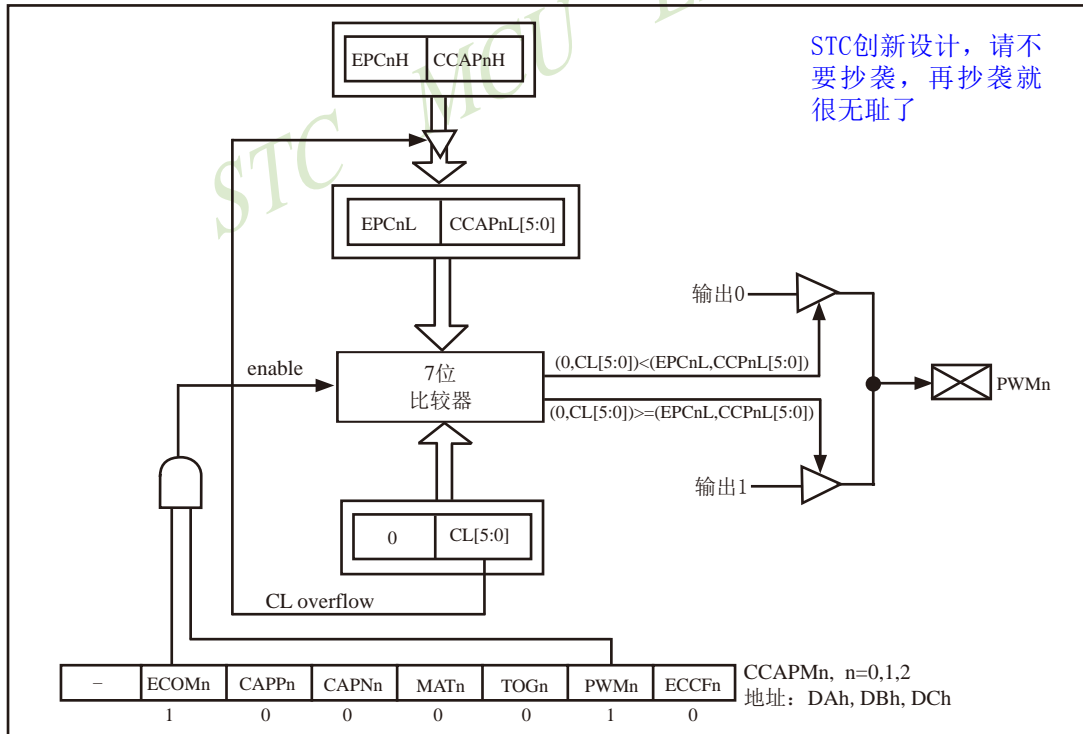 STC MCU
EPCnH
CCAPnH
STC创新设计，请不
要抄袭，再抄袭就
很无耻了
EPCnL
CCAPnL[5:0]
输出0
enable
7位
比较器
(0,CL[5:0])<(EPCnL,CCPnL[5:0])
(0,CL[5:0])>=(EPCnL,CCPnL[5:0])
PWMn
输出1
0
CL[5:0]
CL overflow
－ ECOMn CAPPn CAPNn MATn TOGn PWMn ECCFn
CCAPMn, n=0,1,2
地址：DAh, DBh, DCh
1 0 0 0 0 1 0